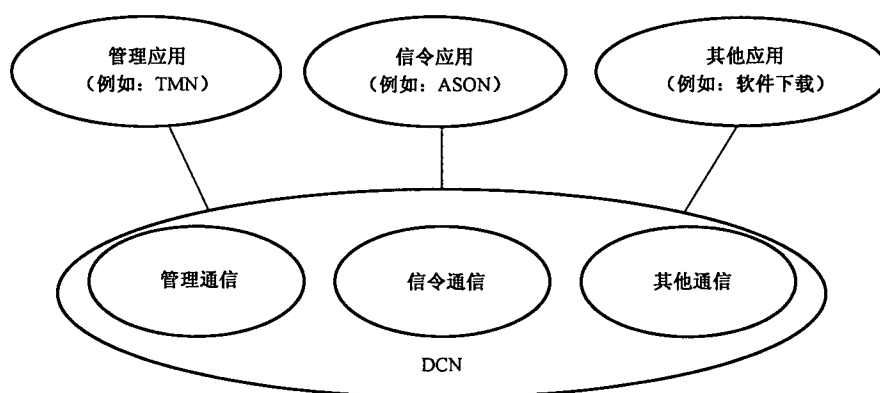 管理应用
（例如：TMN）
信令应用
（例如：ASON）
其他应用
（例如：软件下载）
管理通信
信令通信
其他通信
DCN